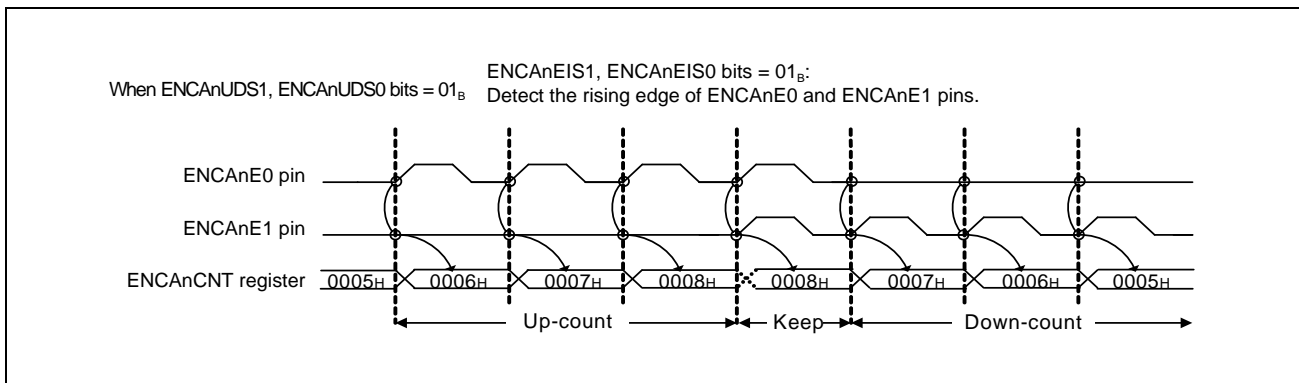 When ENCAnUDS1, ENCAnUDS0 bits = 01B
ENCAnEIS1, ENCAnEIS0 bits = 01B:
Detect the rising edge of ENCAnE0 and ENCAnE1 pins.
ENCAnE0 pin
ENCAnE1 pin
ENCAnCNT register 0005H 0006H 0007H 0008H 0008H 0007H 0006H 0005H
Up-count Keep Down-count